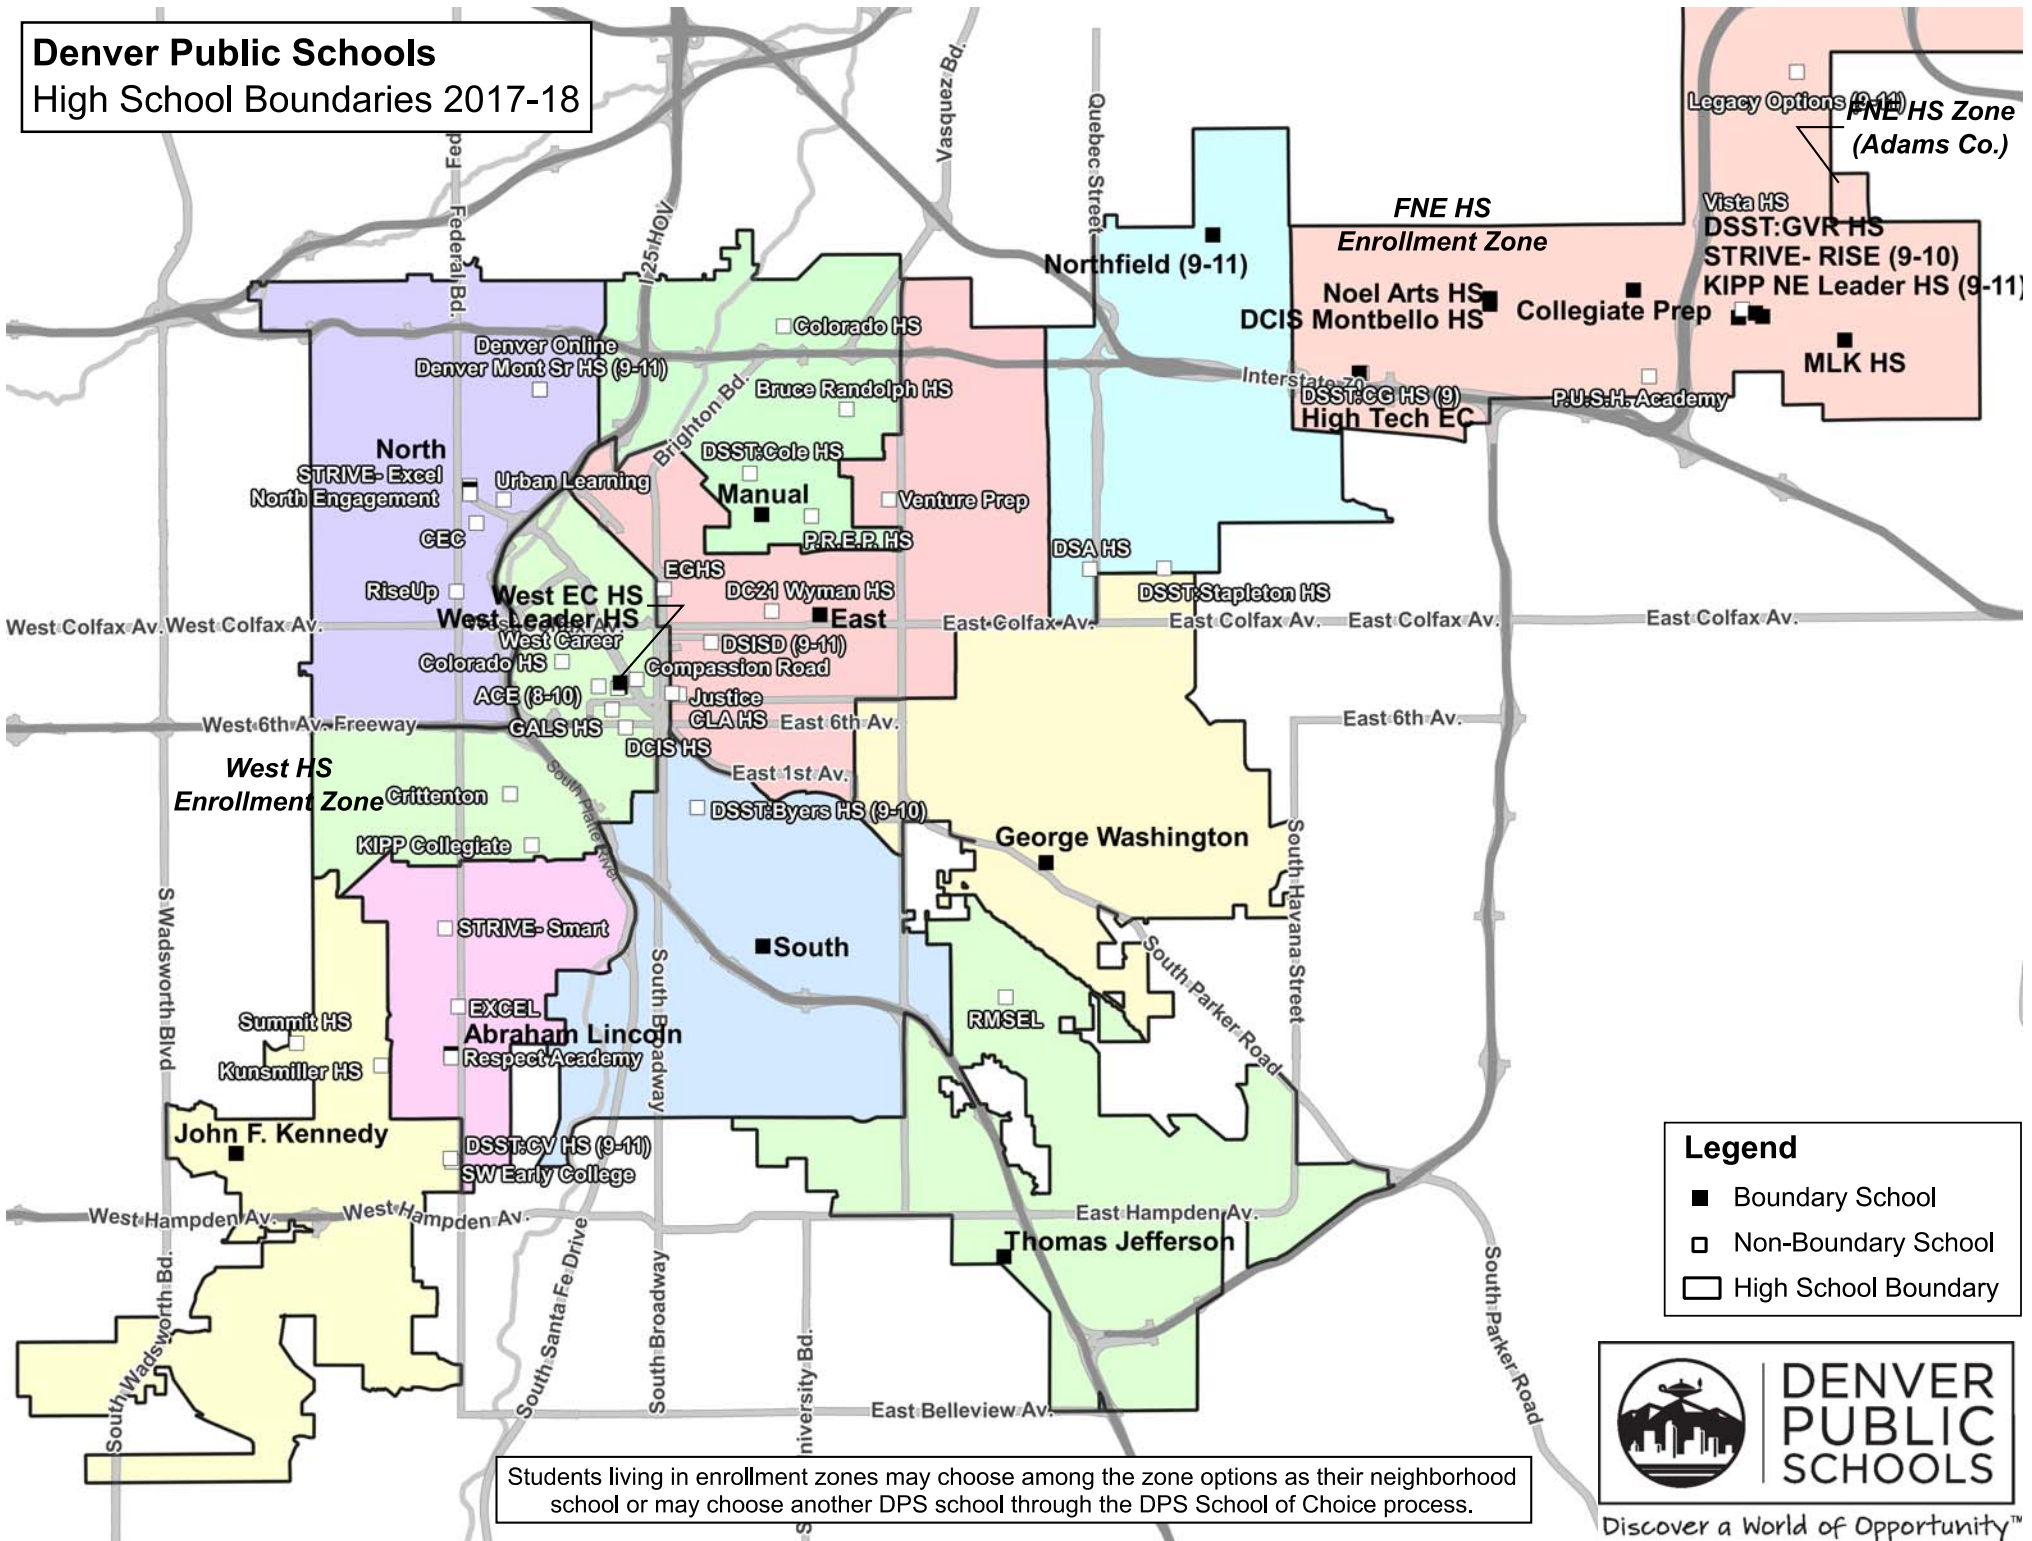 Denver Public Schools
High School Boundaries 2017-18
Federal Bd.
I 25 HOV
Vasquez Bd.
Quebec Street
Legacy Options (9-11)
FNE HS Zone
(Adams Co.)
FNE HS
Enrollment Zone
Vista HS
DSST:GVR HS
STRIVE- RISE (9-10)
KIPP NE Leader HS (9-11)
Northfield (9-11)
Noel Arts HS
DCIS Montbello HS
Collegiate Prep
MLK HS
Interstate 70
DSST:CG HS (9)
High Tech EC
P.U.S.H. Academy
Colorado HS
Denver Online
Denver Mont Sr HS (9-11)
Bruce Randolph HS
Brighton Bd.
North
STRIVE- Excel
North Engagement
Urban Learning
CEC
DSST:Cole HS
Manual
P.R.E.P. HS
Venture Prep
DSA HS
DSST:Stapleton HS
RiseUp
West EC HS
West Leader HS
EGHS
DC21 Wyman HS
East
West Colfax Av.
West Colfax Av.
East Colfax Av.
East Colfax Av.
East Colfax Av.
East Colfax Av.
West Career
Colorado HS
DSISD (9-11)
Compassion Road
ACE (8-10)
Justice
CLA HS
GALS HS
DCIS HS
West 6th Av. Freeway
East 6th Av.
East 6th Av.
West HS
Enrollment Zone
East 1st Av.
Crittenton
South Platte River
DSST:Byers HS (9-10)
KIPP Collegiate
George Washington
S Wadsworth Blvd
STRIVE- Smart
South
South Broadway
South Havana Street
South Parker Road
EXCEL
Abraham Lincoln
Respect Academy
Summit HS
Kunsmiller HS
RMSEL
John F. Kennedy
DSST:CV HS (9-11)
SW Early College
West Hampden Av.
West Hampden Av.
East Hampden Av.
Thomas Jefferson
South Wadsworth Bd.
South Wadsworth Bd.
South Santa Fe Drive
South Broadway
East Belleview Av.
South Parker Road
Legend
Boundary School
Non-Boundary School
High School Boundary
Students living in enrollment zones may choose among the zone options as their neighborhood
school or may choose another DPS school through the DPS School of Choice process.
DENVER
PUBLIC
SCHOOLS
Discover a World of Opportunity™